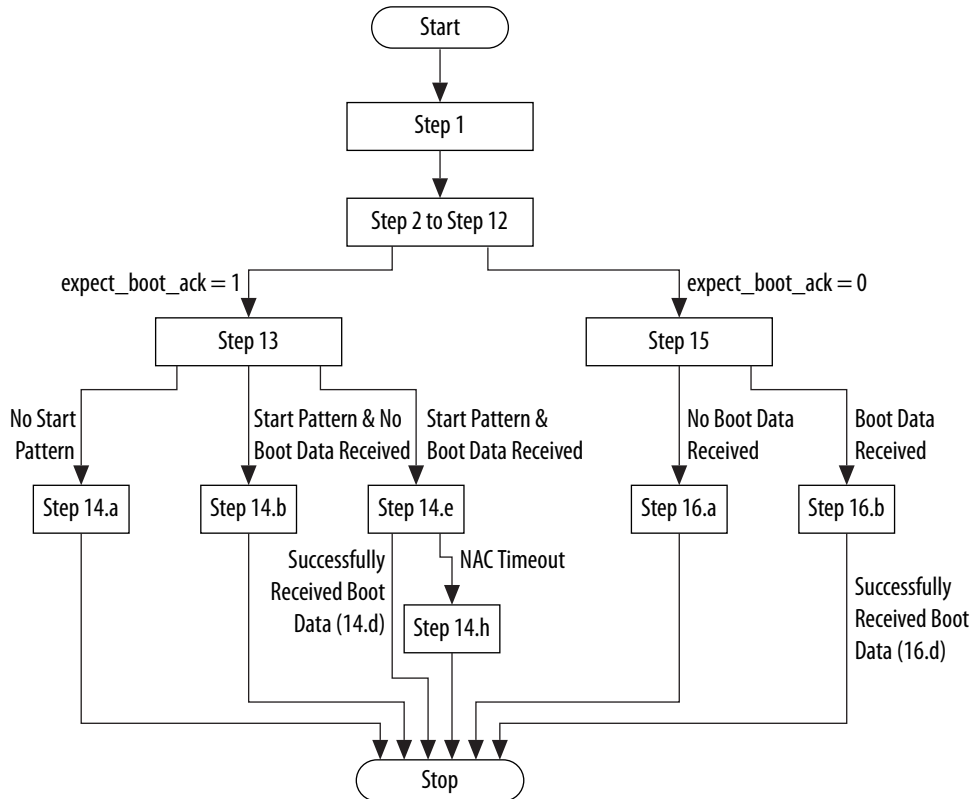 Start
Step 1
Step 2 to Step 12
expect_boot_ack = 1
expect_boot_ack = 0
Step 13
Step 15
No Start
Pattern
Start Pattern & No
Boot Data Received
Start Pattern &
Boot Data Received
No Boot Data
Received
Boot Data
Received
Step 14.a
Step 14.b
Step 14.e
Step 16.a
Step 16.b
Successfully
Received Boot
Data (14.d)
NAC Timeout
Step 14.h
Successfully
Received Boot
Data (16.d)
Stop